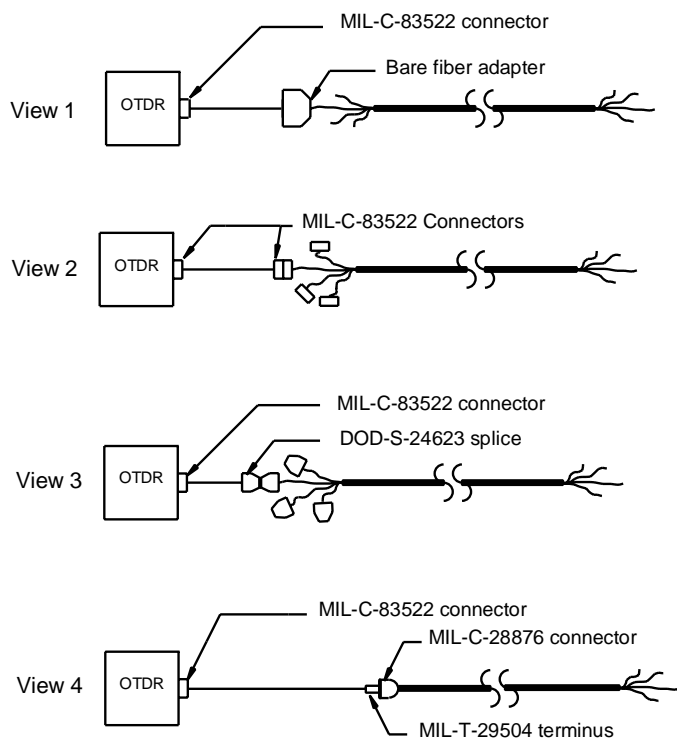 MIL-C-83522 connector
Bare fiber adapter
View 1
OTDR
MIL-C-83522 Connectors
View 2
OTDR
MIL-C-83522 connector
DOD-S-24623 splice
View 3
OTDR
MIL-C-83522 connector
MIL-C-28876 connector
View 4
OTDR
MIL-T-29504 terminus